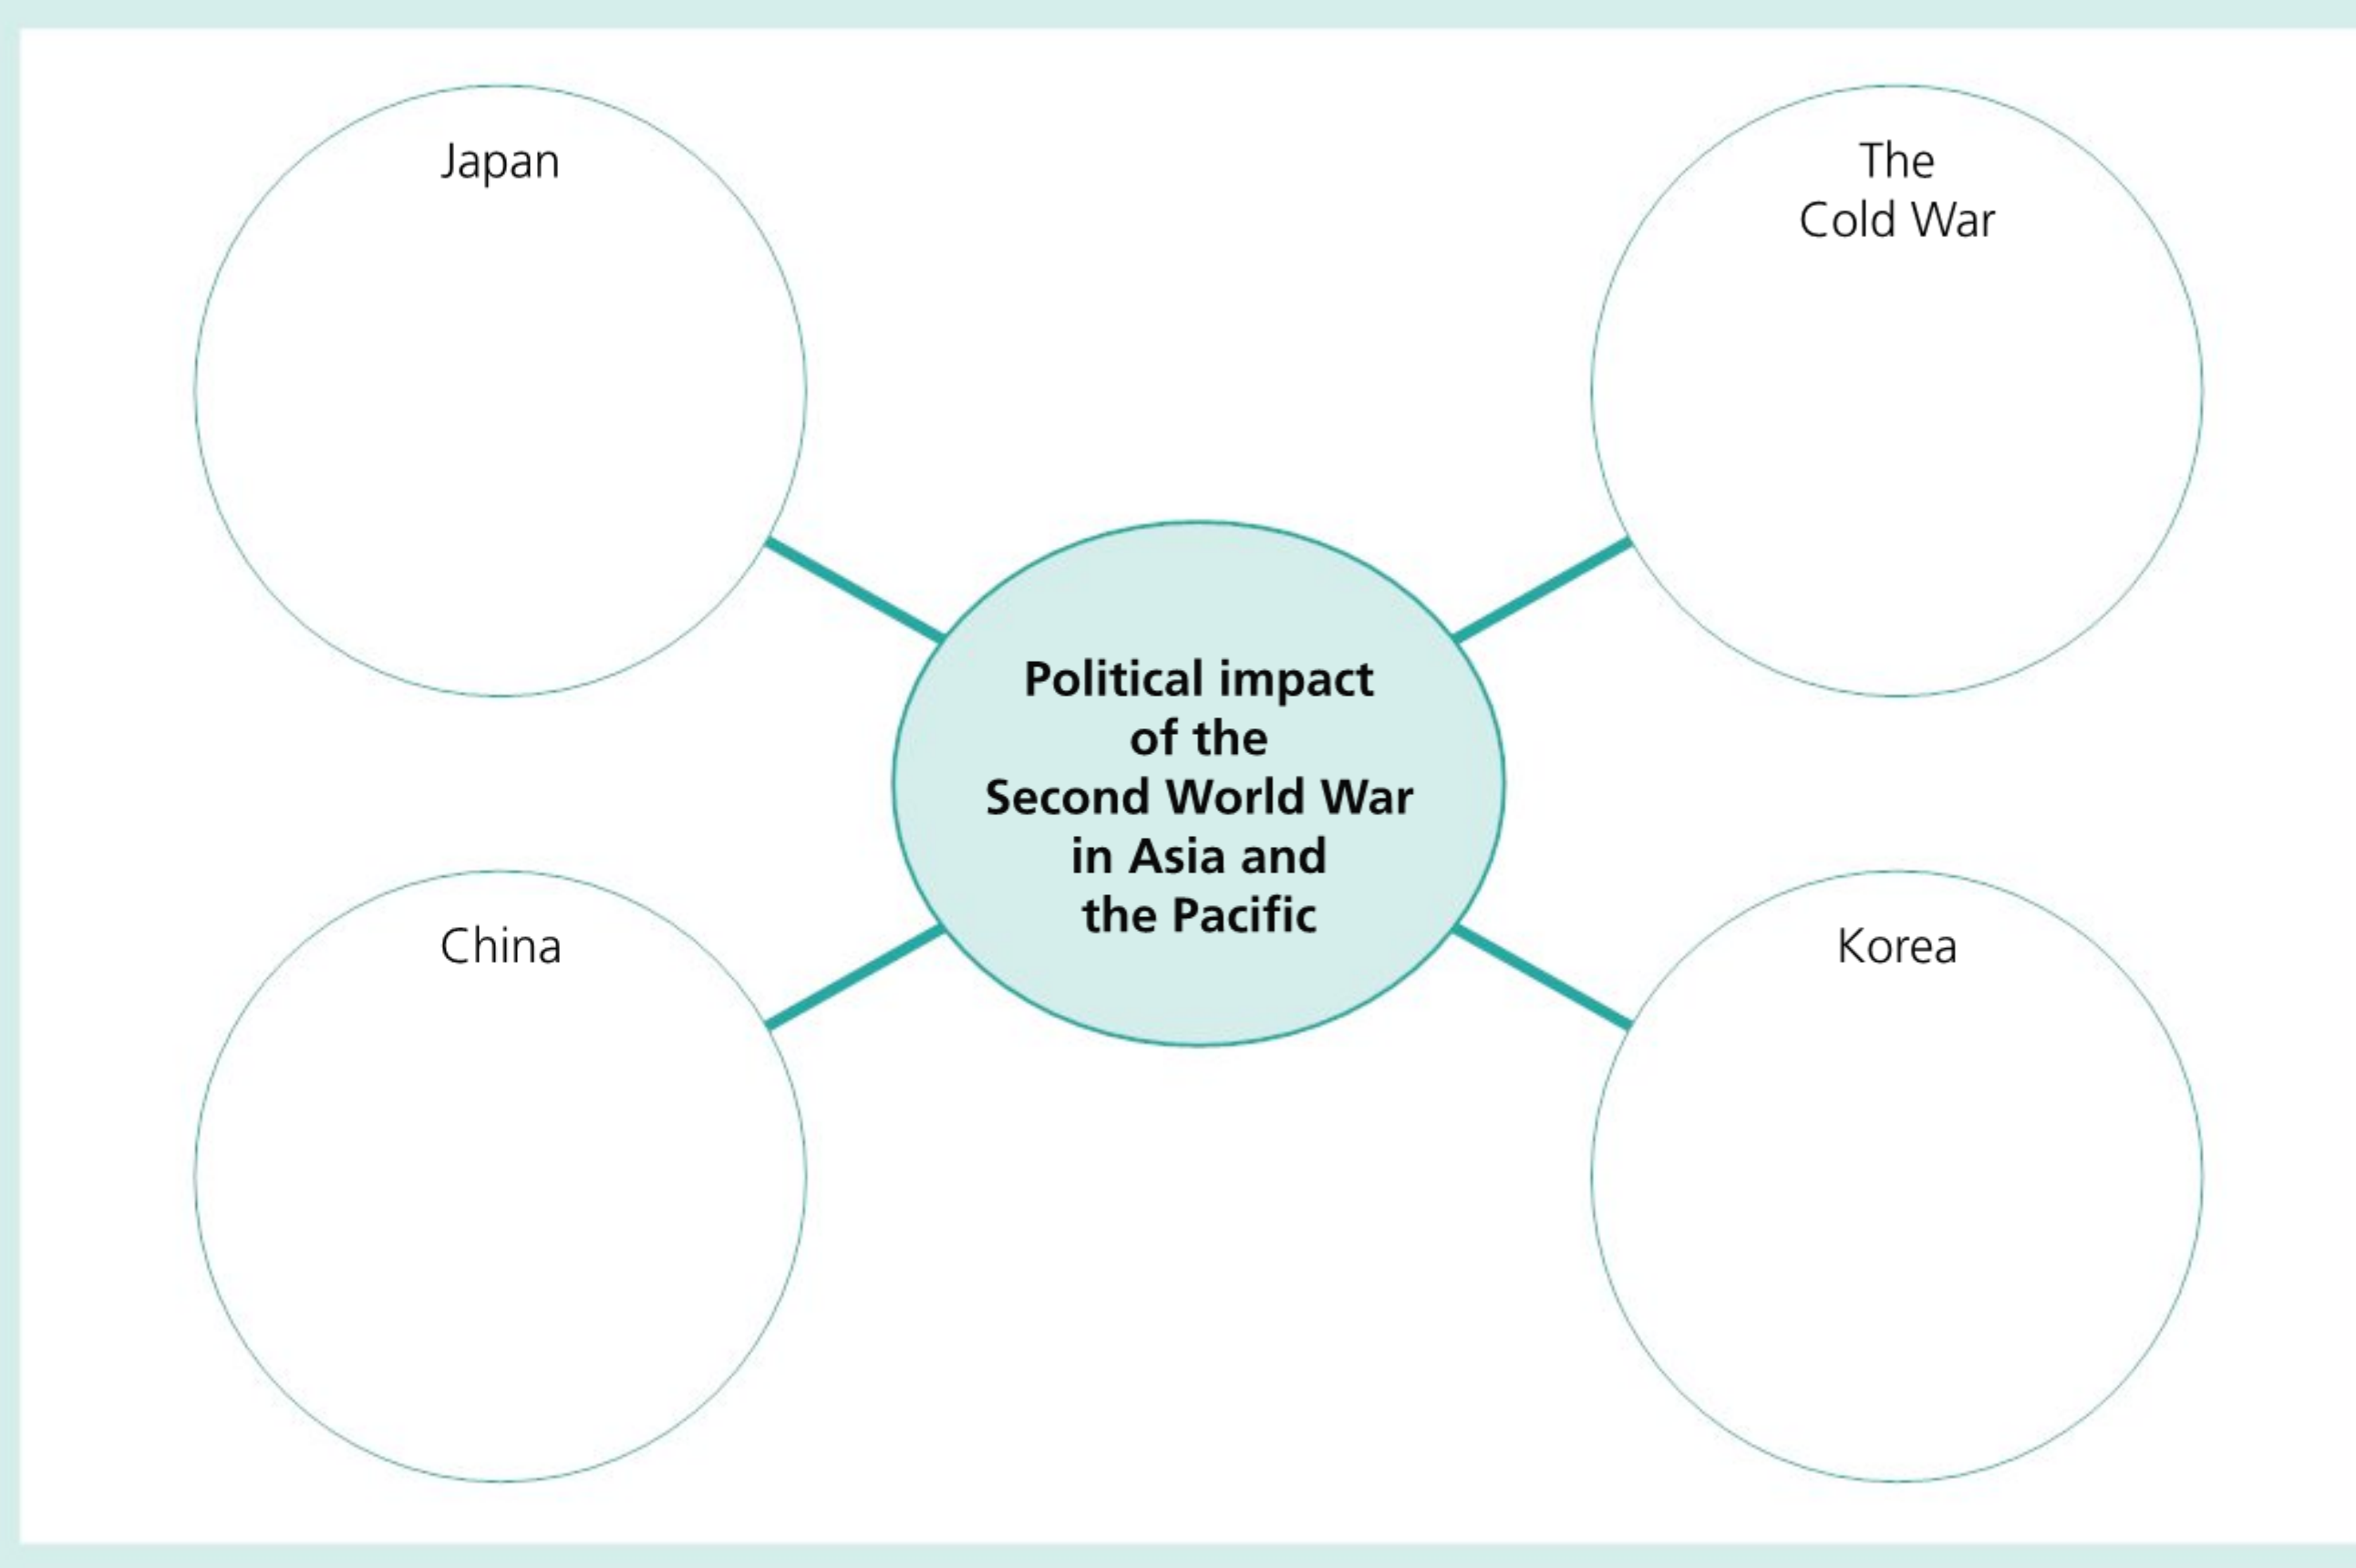 Japan
The
Cold War
Political impact
of the
Second World War
in Asia and
the Pacific
China
Korea